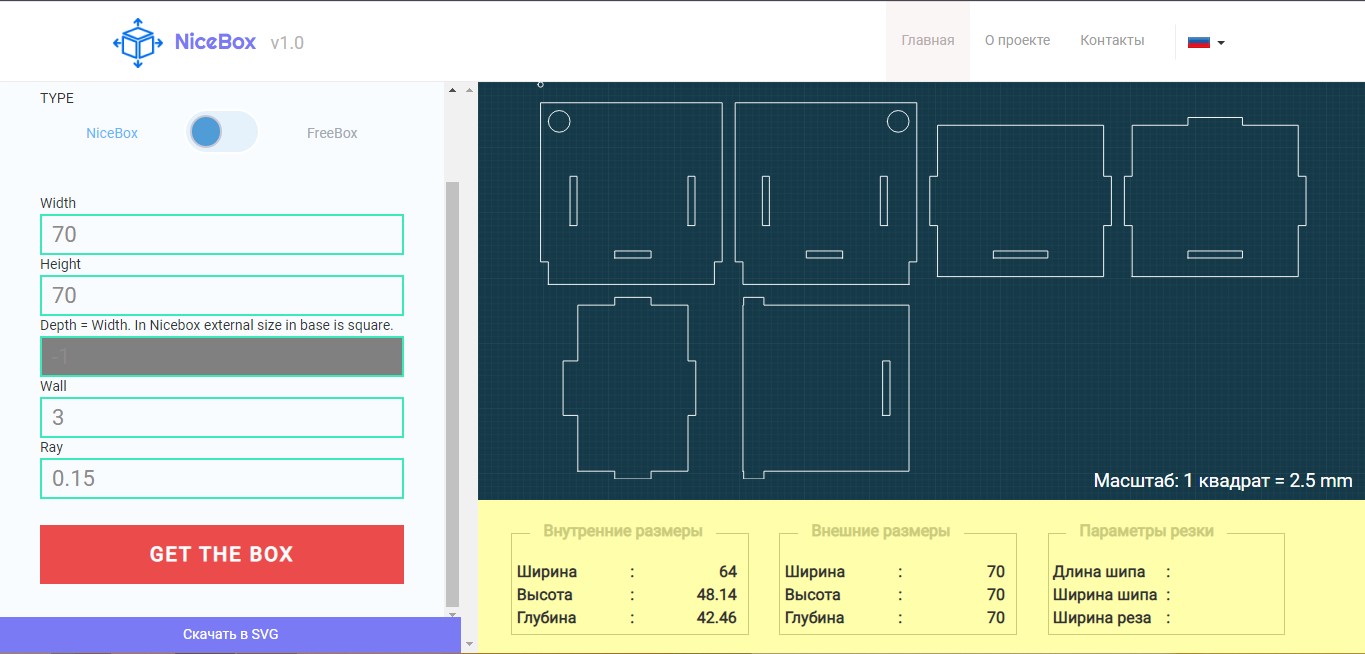 NiceBox v1.0
Главная О проекте Контакты
TYPE
NiceBox FreeBox
Width
70
Height
70
Depth = Width. In Nicebox external size in base is square.
-1
Wall
3
Ray
0.15
GET THE BOX
Скачать в SVG
Масштаб: 1 квадрат = 2.5 mm
Внутренние размеры
Ширина : 64
Высота : 48.14
Глубина : 42.46
Внешние размеры
Ширина : 70
Высота : 70
Глубина : 70
Параметры резки
Длина шипа :
Ширина шипа :
Ширина реза :